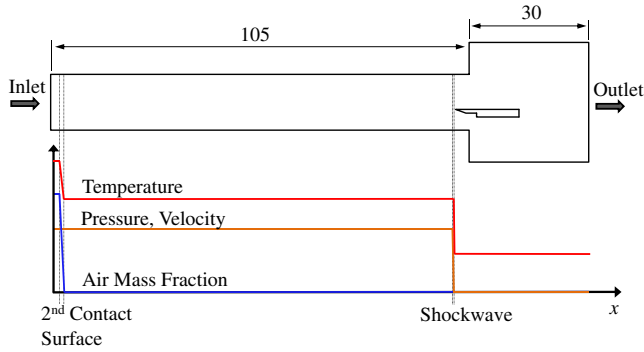 30
105
Inlet
Outlet
Temperature
Pressure, Velocity
Air Mass Fraction
2nd Contact
Surface
Shockwave
x